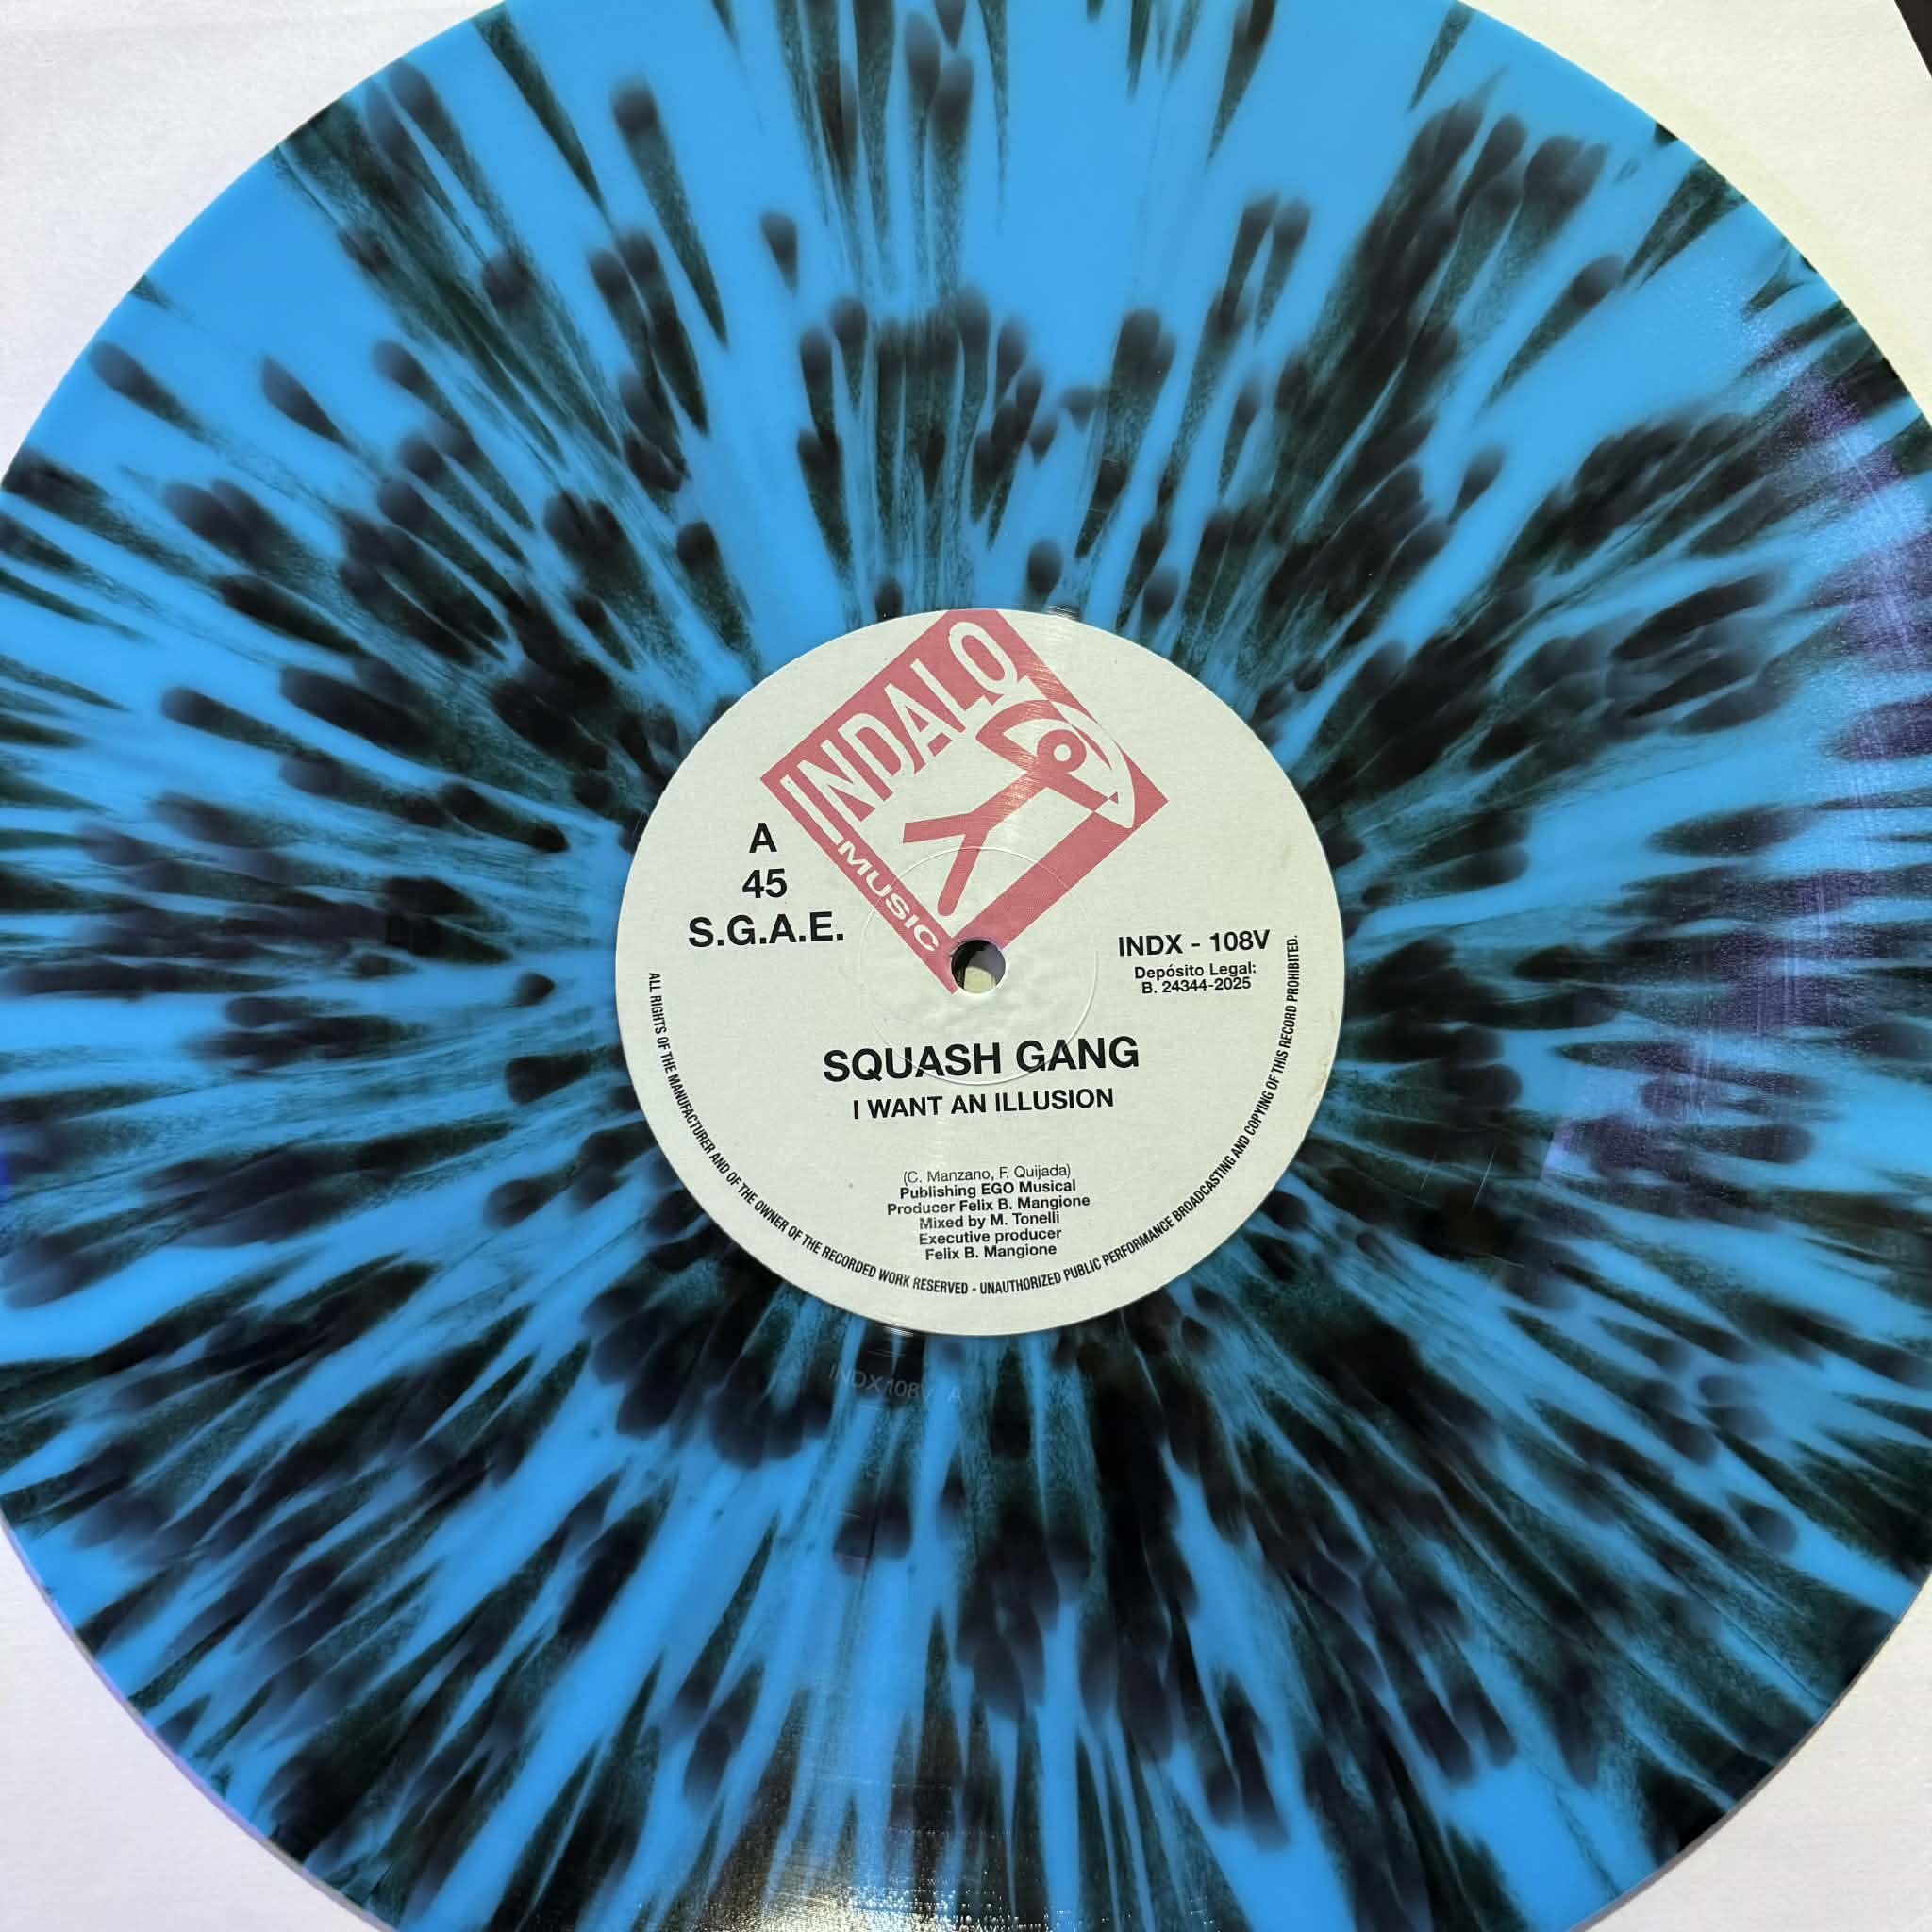 INDALO
MUSIC
A
45
S.G.A.E.
INDX - 108V
Depósito Legal:
B. 24344-2025
SQUASH GANG
I WANT AN ILLUSION
(C. Manzano, F. Quijada)
Publishing EGO Musical
Producer Felix B. Mangione
Mixed by M. Tonelli
Executive producer
Felix B. Mangione
ALL RIGHTS OF THE MANUFACTURER AND OF THE OWNER OF THE RECORDED WORK RESERVED - UNAUTHORIZED PUBLIC PERFORMANCE BROADCASTING AND COPYING OF THIS RECORD PROHIBITED.
INDX108V A